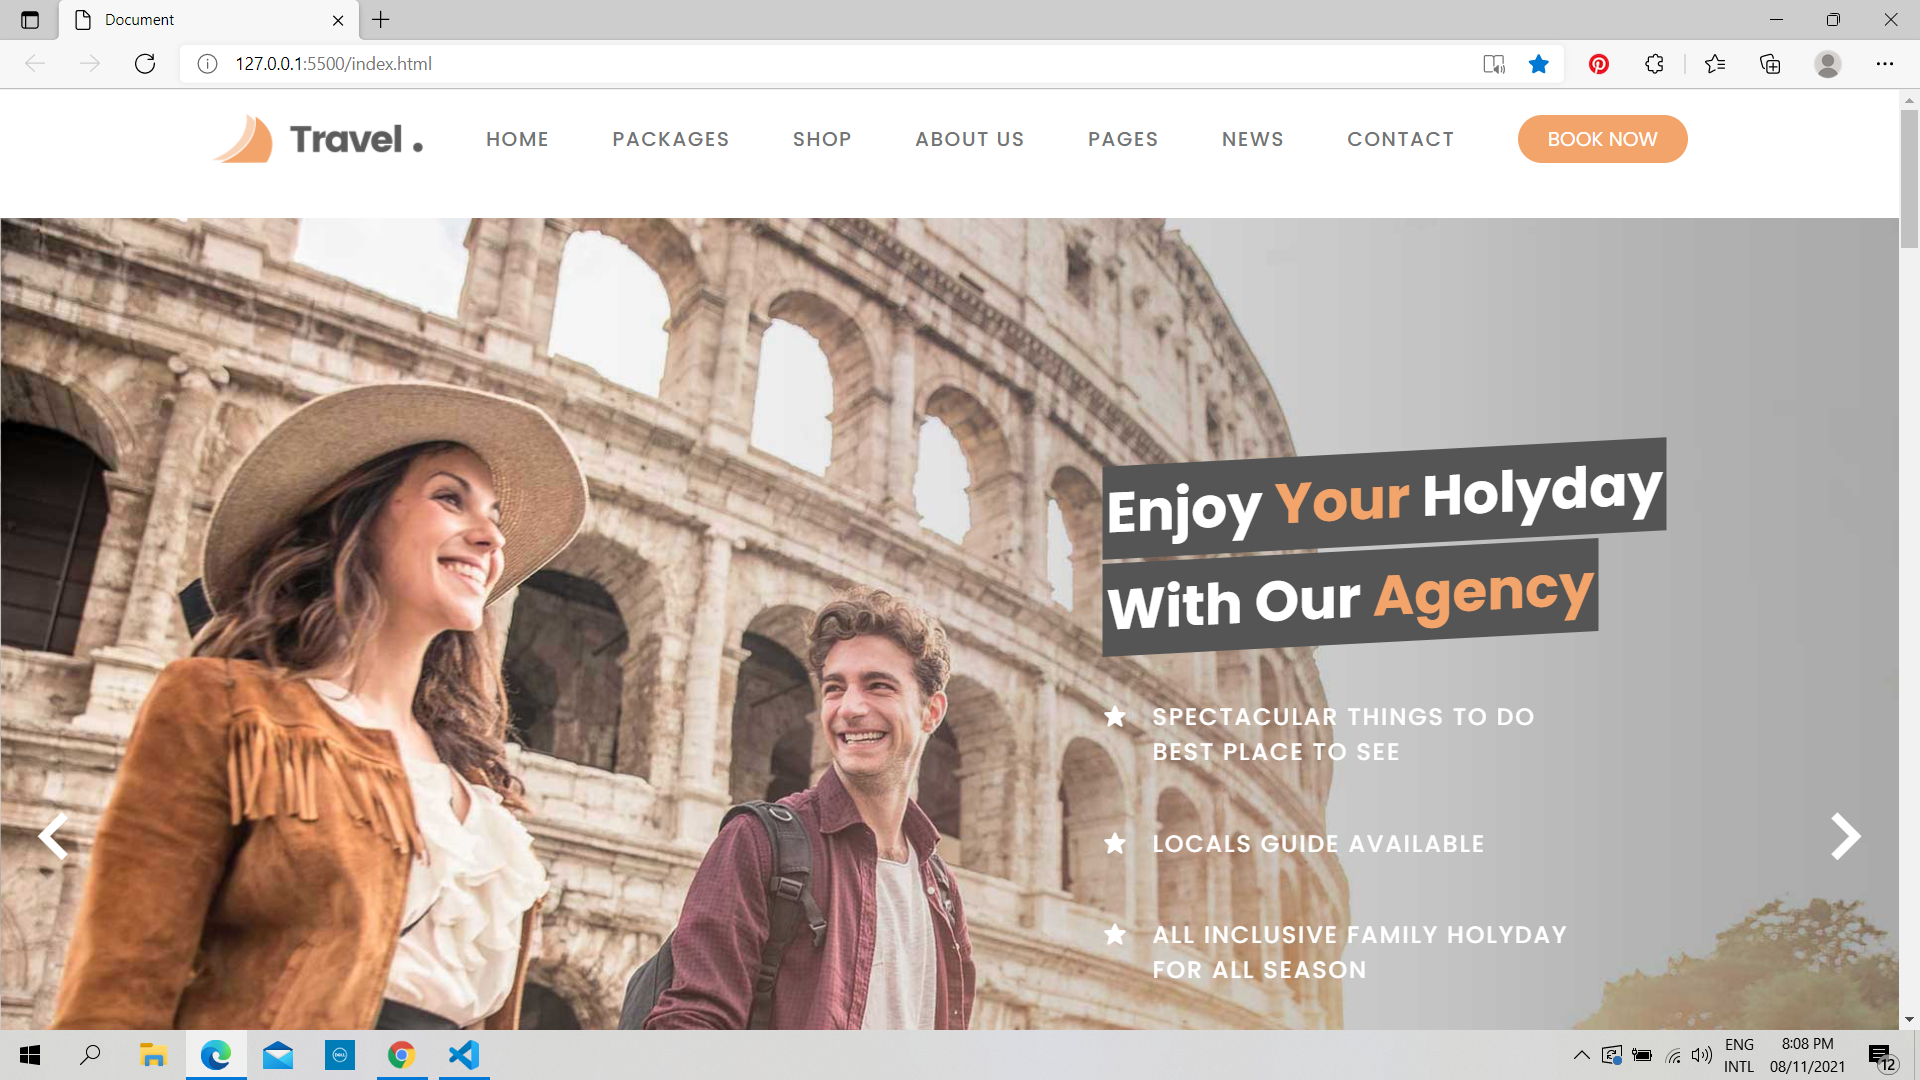 Document
127.0.0.1:5500/index.html
Travel .
HOME
PACKAGES
SHOP
ABOUT US
PAGES
NEWS
CONTACT
BOOK NOW
Enjoy Your Holyday
With Our Agency
SPECTACULAR THINGS TO DO
BEST PLACE TO SEE
LOCALS GUIDE AVAILABLE
ALL INCLUSIVE FAMILY HOLYDAY
FOR ALL SEASON
DELL
ENG
INTL
8:08 PM
08/11/2021
12